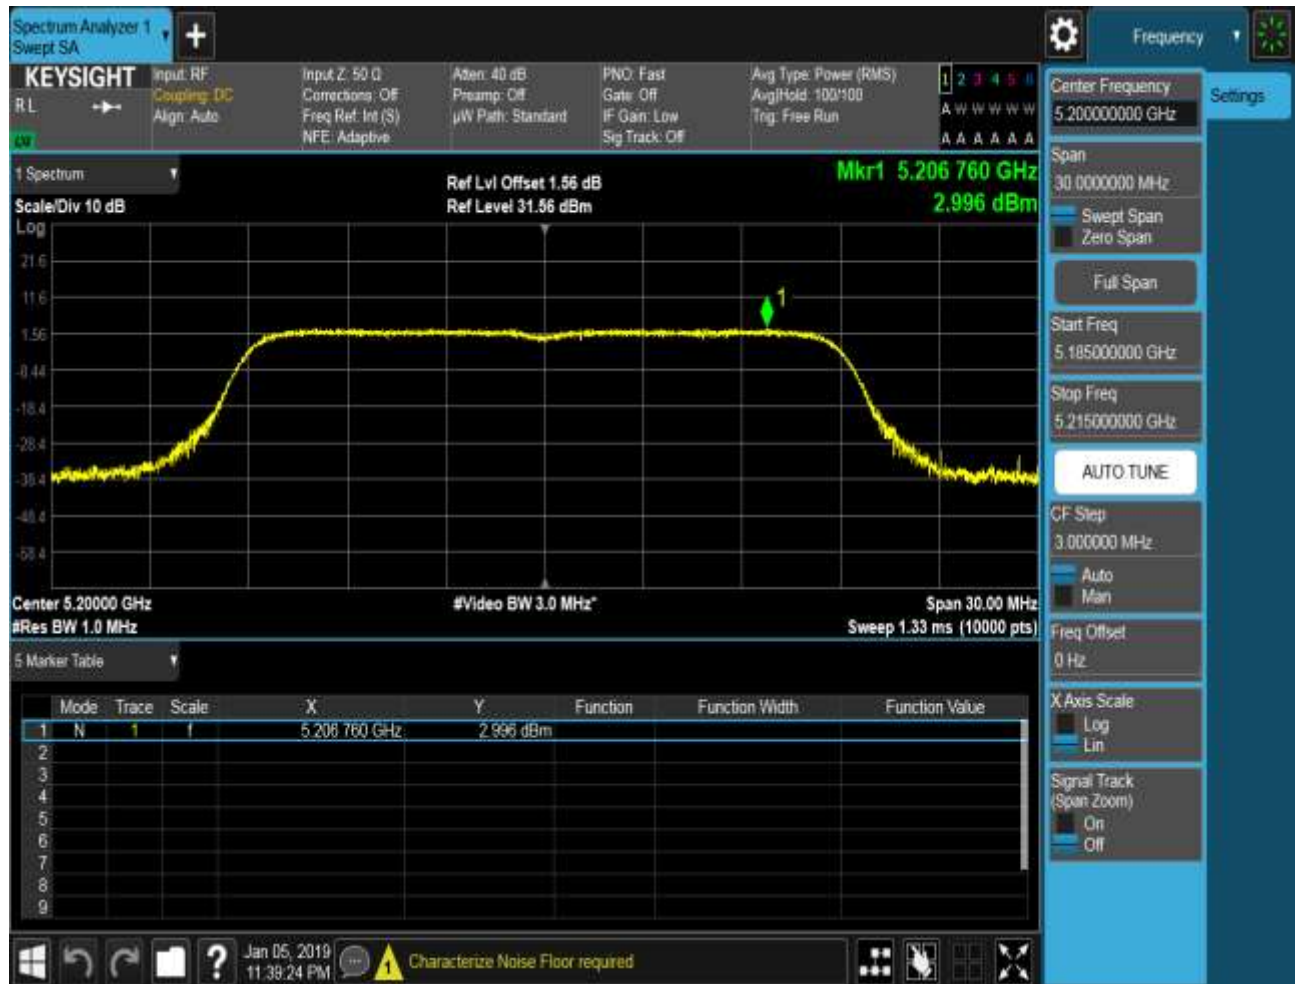 Spectrum Analyzer 1
Swept SA
+
Frequency
KEYSIGHT
RL
Input: RF
Coupling: DC
Align: Auto
Input Z: 50 Ω
Corrections: Off
Freq Ref: Int (S)
NFE: Adaptive
Atten: 40 dB
Preamp: Off
µW Path: Standard
PNO: Fast
Gate: Off
IF Gain: Low
Sig Track: Off
Avg Type: Power (RMS)
Avg|Hold: 100/100
Trig: Free Run
1 2 3 4 5 6
A W W W W W
A A A A A A
1 Spectrum
Scale/Div 10 dB
Log
Ref Lvl Offset 1.56 dB
Ref Level 31.56 dBm
Mkr1 5.206 760 GHz
2.996 dBm
21.6
11.6
1.56
-8.44
-18.4
-28.4
-38.4
-48.4
-58.4
1
Center 5.20000 GHz
#Res BW 1.0 MHz
#Video BW 3.0 MHz*
Span 30.00 MHz
Sweep 1.33 ms (10000 pts)
5 Marker Table
Mode Trace Scale X Y Function Function Width Function Value
1 N 1 f 5.206 760 GHz 2.996 dBm
2
3
4
5
6
7
8
9
Center Frequency
5.200000000 GHz
Settings
Span
30.0000000 MHz
Swept Span
Zero Span
Full Span
Start Freq
5.185000000 GHz
Stop Freq
5.215000000 GHz
AUTO TUNE
CF Step
3.000000 MHz
Auto
Man
Freq Offset
0 Hz
X Axis Scale
Log
Lin
Signal Track
(Span Zoom)
On
Off
?
Jan 05, 2019
11:39:24 PM
1
Characterize Noise Floor required